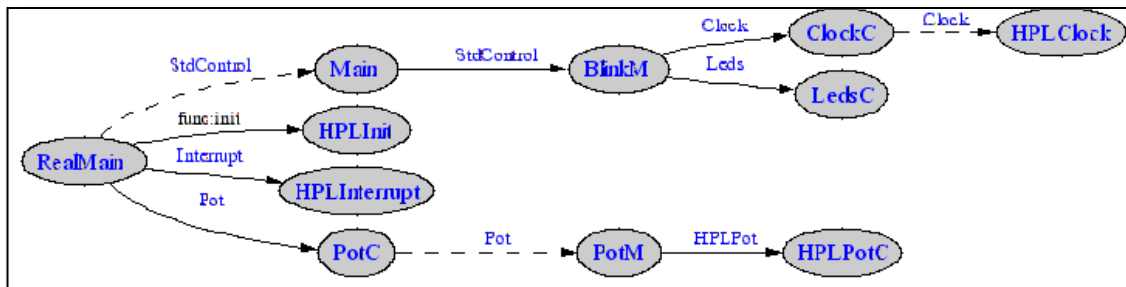 Clock
ClockC
Clock
HPLClock
StdControl
Main
StdControl
BlinkM
Leds
LedsC
func:init
HPLInit
RealMain
Interrupt
HPLInterrupt
Pot
PotC
Pot
PotM
HPLPot
HPLPotC